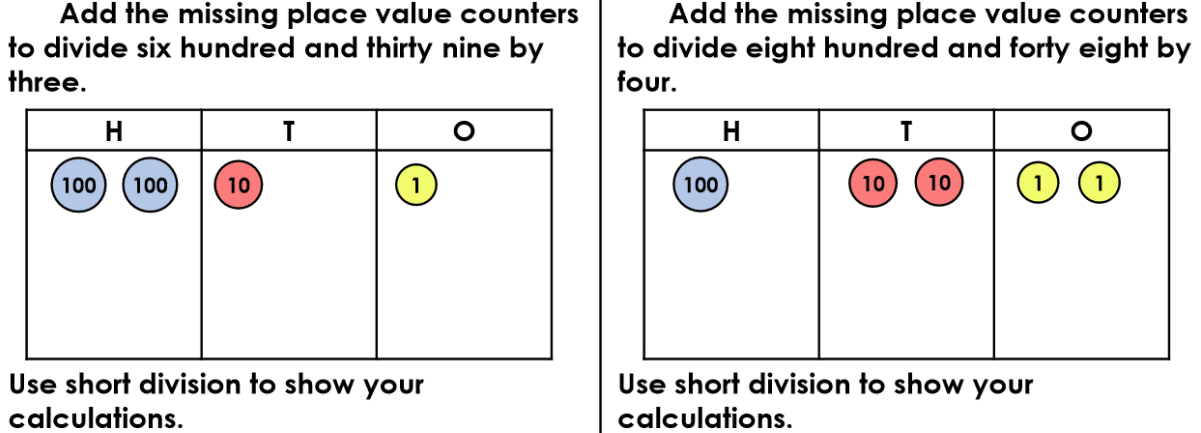 Add the missing place value counters
to divide six hundred and thirty nine by
three.
H T O
100 100 10 1
Use short division to show your
calculations.
Add the missing place value counters
to divide eight hundred and forty eight by
four.
H T O
100 10 10 1 1
Use short division to show your
calculations.